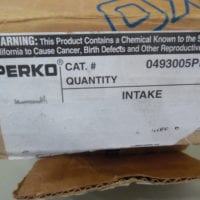 WARNING: This Product Contains a Chemical Known to the S
alifornia to Cause Cancer, Birth Defects and Other Reproductive
PERKO CAT. # 0493005P
QUANTITY
INTAKE